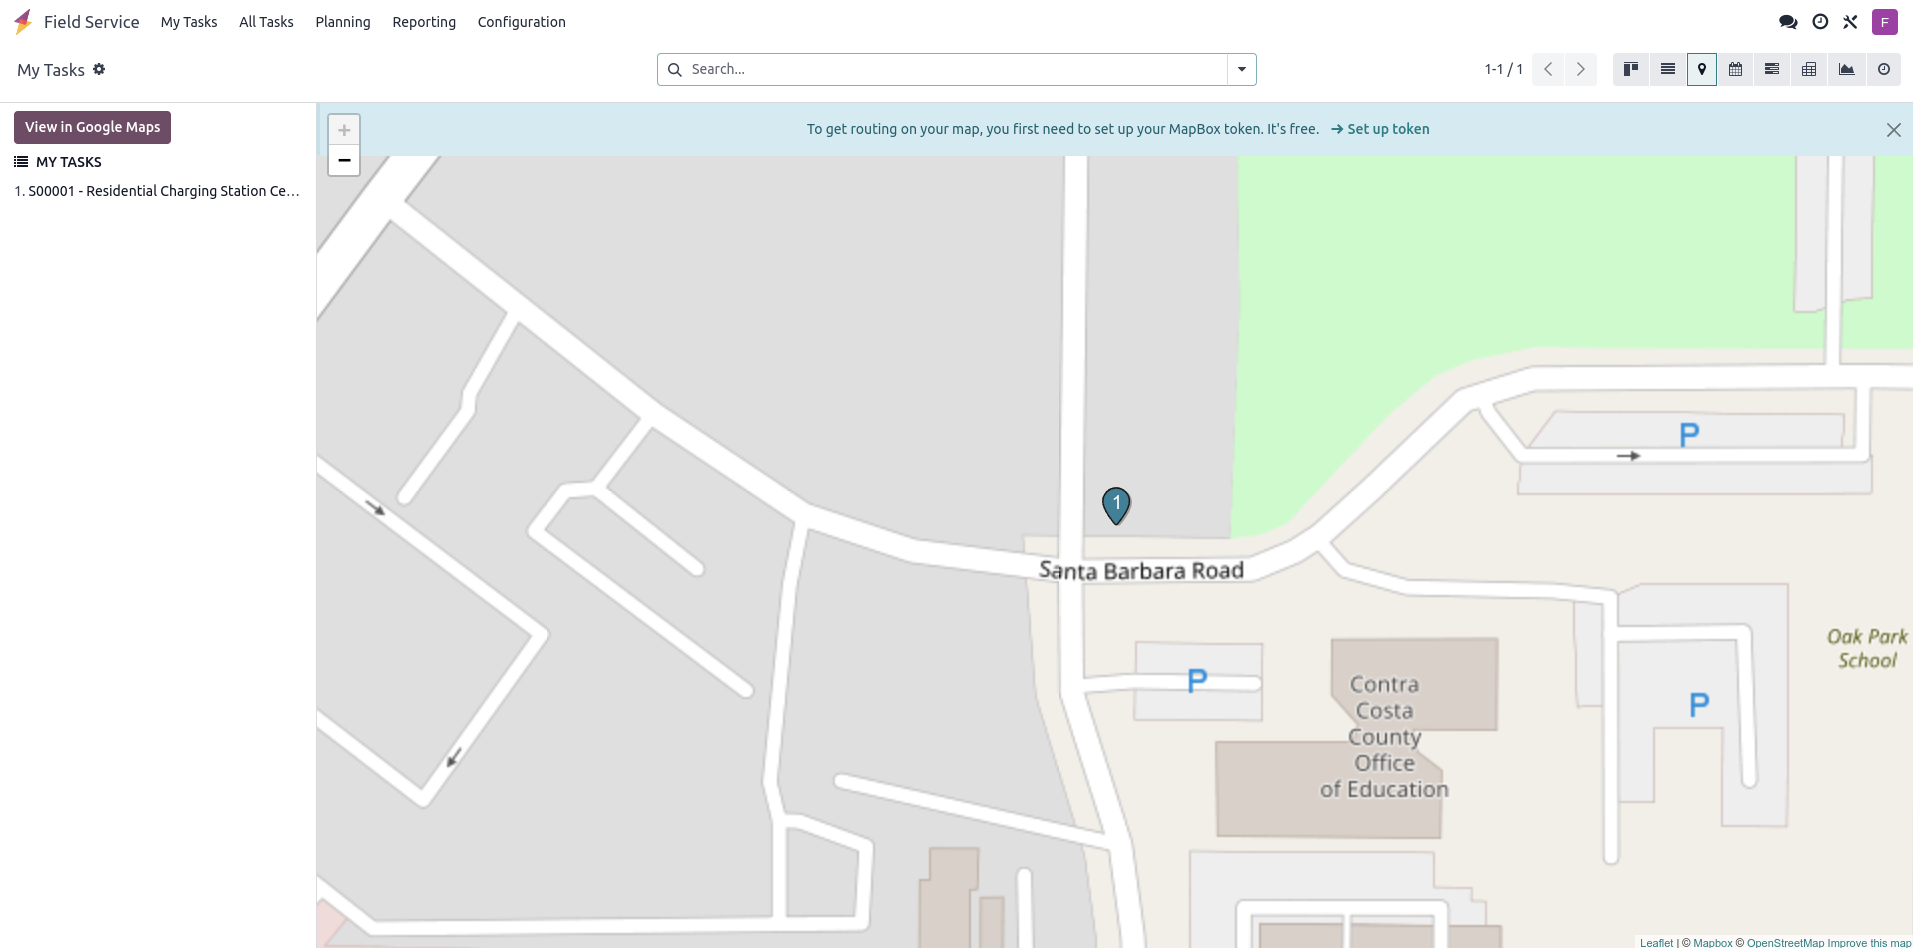 Field Service My Tasks All Tasks Planning Reporting Configuration F
My Tasks Search... 1-1 / 1
View in Google Maps
To get routing on your map, you first need to set up your MapBox token. It's free. → Set up token
+
−
MY TASKS
1. S00001 - Residential Charging Station Ce...
P
1
Santa Barbara Road
Oak Park
School
P
P
Contra
Costa
County
Office
of Education
Leaflet | © Mapbox © OpenStreetMap Improve this map